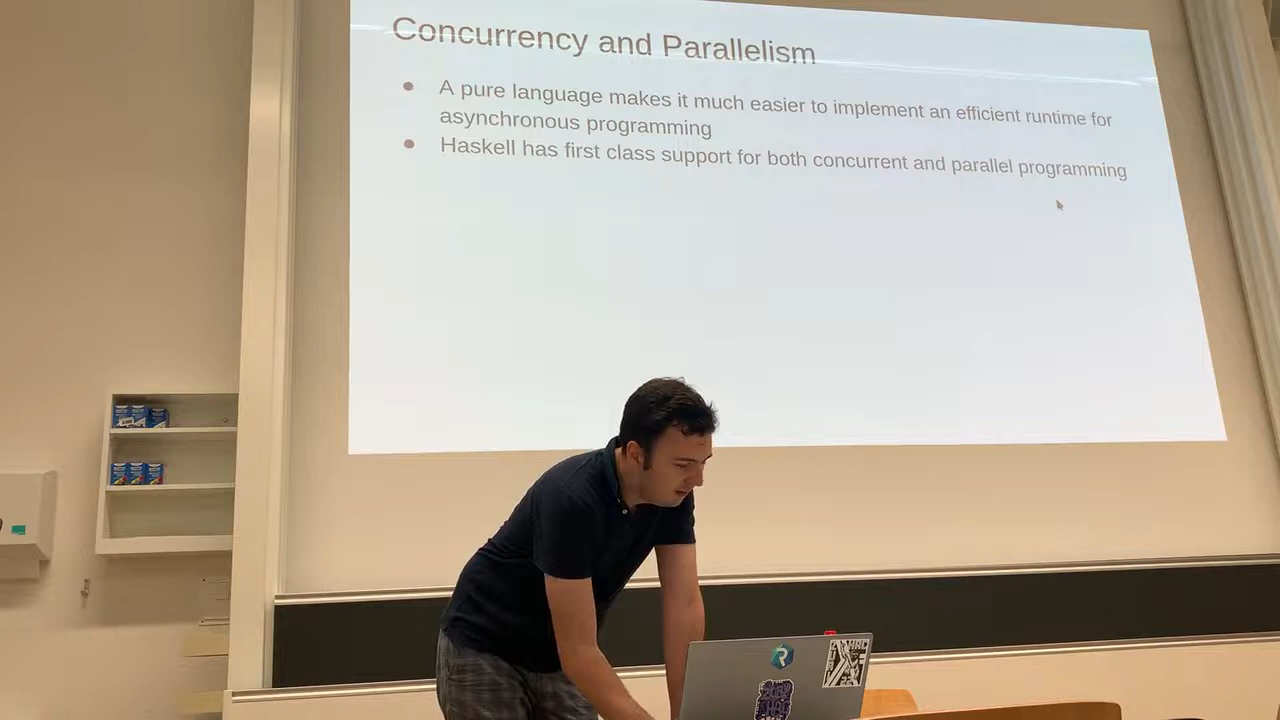 Concurrency and Parallelism
A pure language makes it much easier to implement an efficient runtime for
asynchronous programming
Haskell has first class support for both concurrent and parallel programming
R